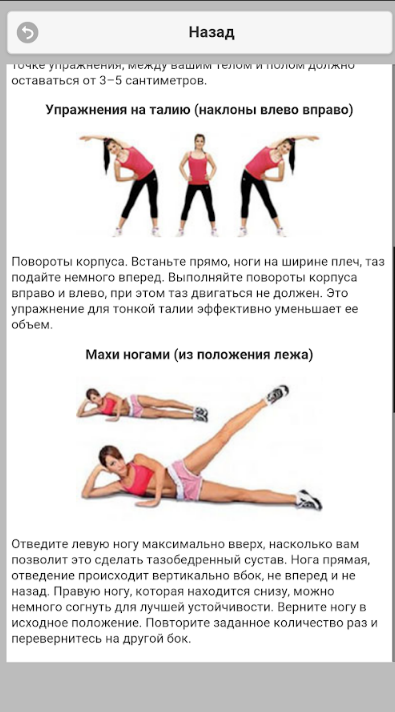 Назад
точке упражнения, между вашим телом и полом должно
оставаться от 3–5 сантиметров.
Упражнения на талию (наклоны влево вправо)
Повороты корпуса. Встаньте прямо, ноги на ширине плеч, таз
подайте немного вперед. Выполняйте повороты корпуса
вправо и влево, при этом таз двигаться не должен. Это
упражнение для тонкой талии эффективно уменьшает ее
объем.
Махи ногами (из положения лежа)
Отведите левую ногу максимально вверх, насколько вам
позволит это сделать тазобедренный сустав. Нога прямая,
отведение происходит вертикально вбок, не вперед и не
назад. Правую ногу, которая находится снизу, можно
немного согнуть для лучшей устойчивости. Верните ногу в
исходное положение. Повторите заданное количество раз и
перевернитесь на другой бок.